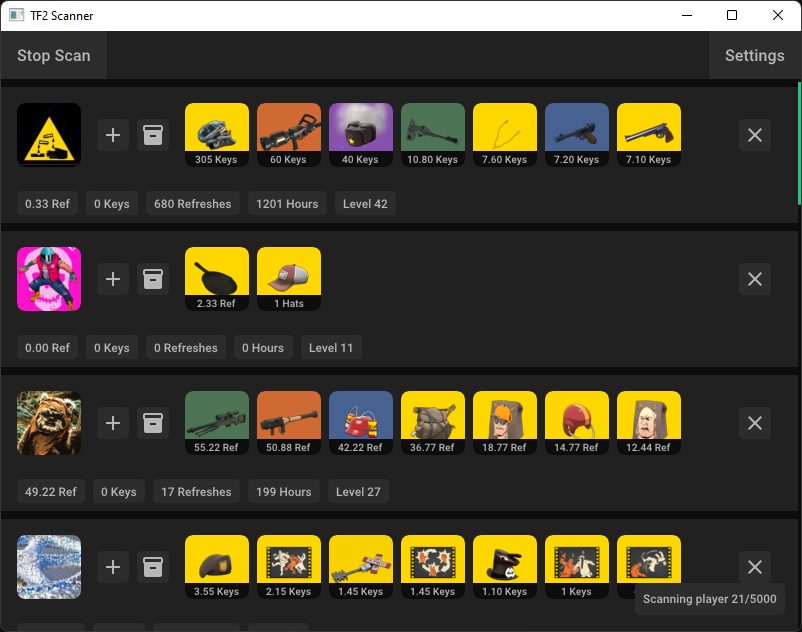 TF2 Scanner
Stop Scan
Settings
305 Keys
60 Keys
40 Keys
10.80 Keys
7.60 Keys
7.20 Keys
7.10 Keys
0.33 Ref
0 Keys
680 Refreshes
1201 Hours
Level 42
2.33 Ref
1 Hats
0.00 Ref
0 Keys
0 Refreshes
0 Hours
Level 11
55.22 Ref
50.88 Ref
42.22 Ref
36.77 Ref
18.77 Ref
14.77 Ref
12.44 Ref
49.22 Ref
0 Keys
17 Refreshes
199 Hours
Level 27
3.55 Keys
2.15 Keys
1.45 Keys
1.45 Keys
1.10 Keys
1 Keys
Scanning player 21/5000